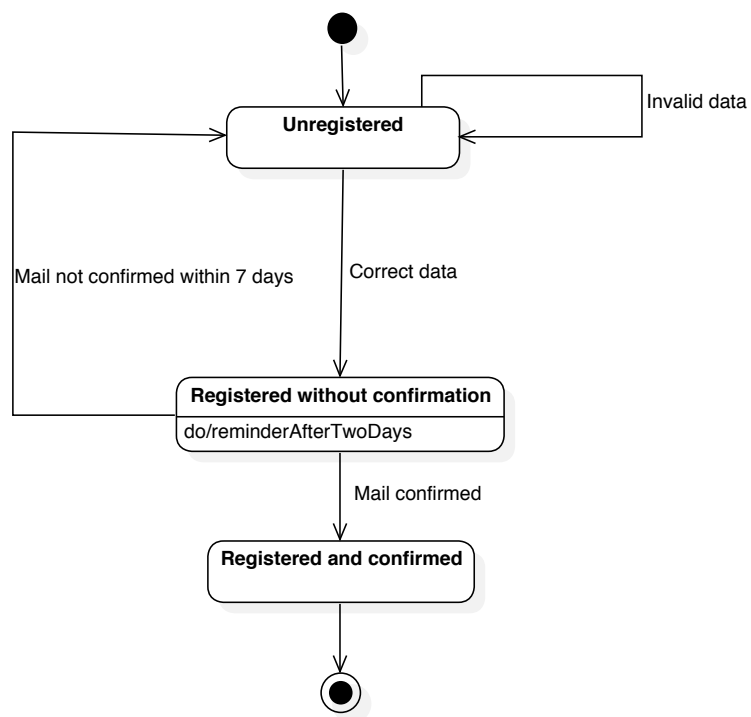 Unregistered
Invalid data
Mail not confirmed within 7 days
Correct data
Registered without confirmation
do/reminderAfterTwoDays
Mail confirmed
Registered and confirmed